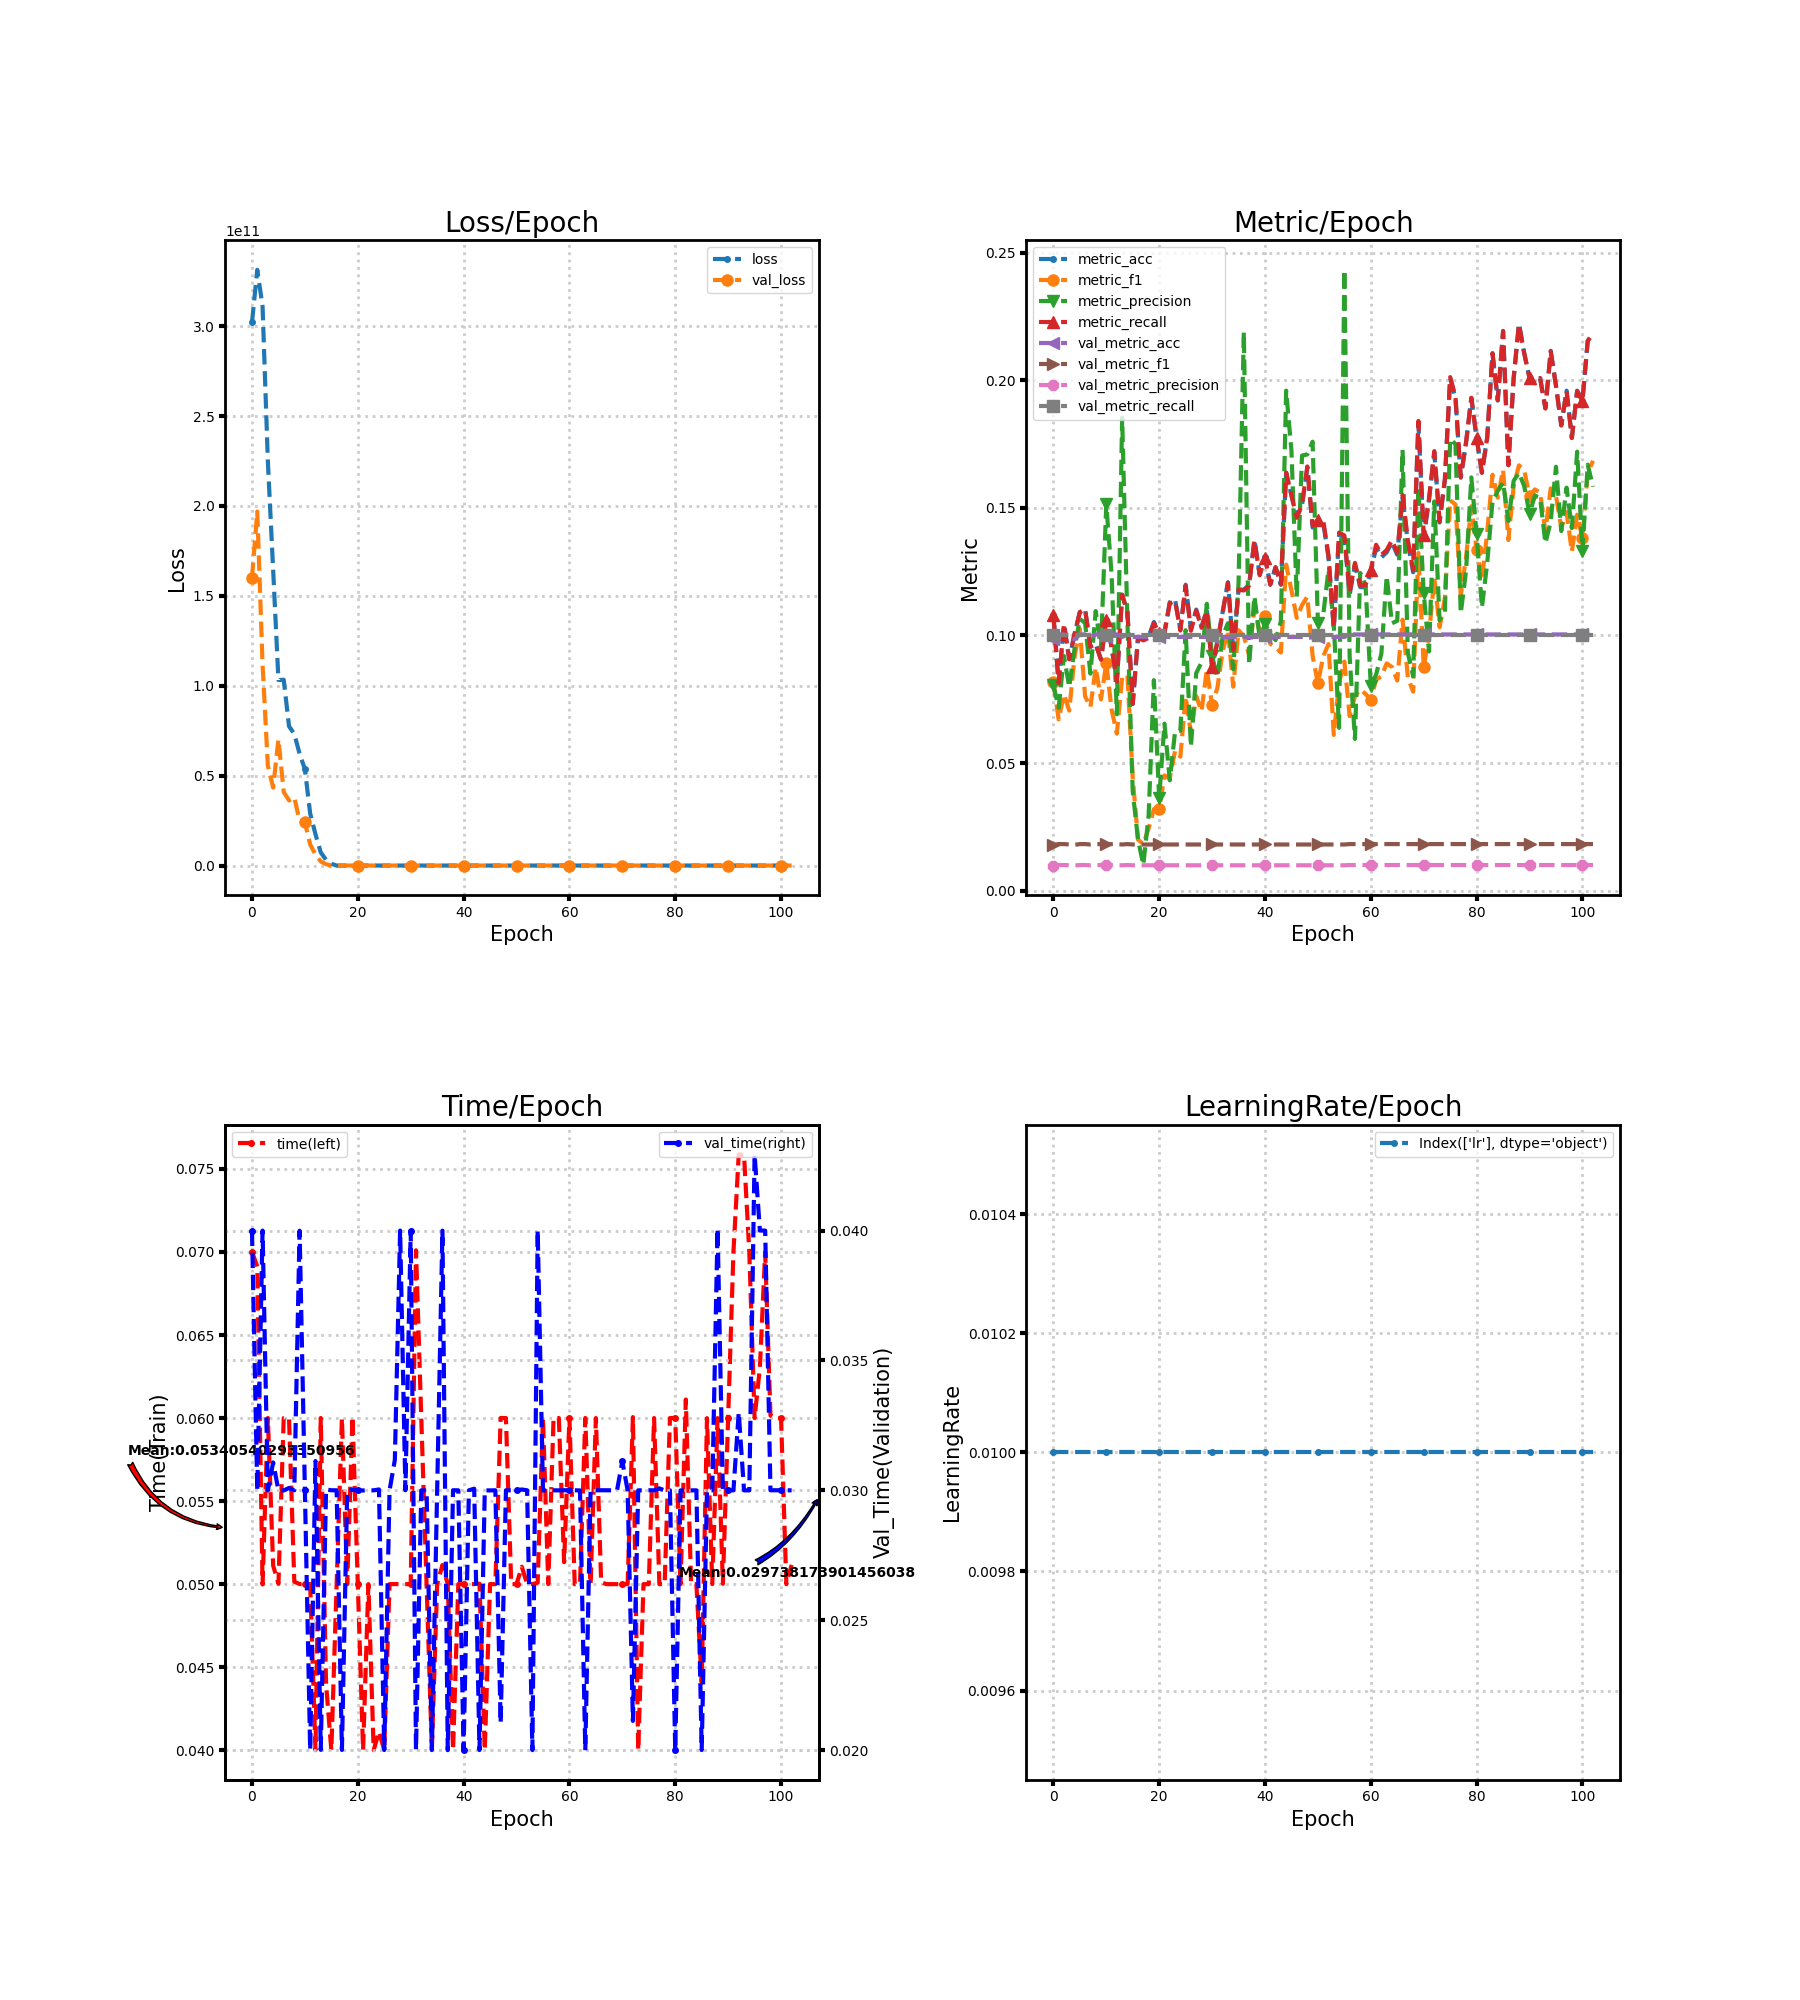 Loss/Epoch
1e11
Loss
3.0
2.5
2.0
1.5
1.0
0.5
0.0
loss
val_loss
0 20 40 60 80 100
Epoch
Metric/Epoch
Metric
0.25
0.20
0.15
0.10
0.05
0.00
metric_acc
metric_f1
metric_precision
metric_recall
val_metric_acc
val_metric_f1
val_metric_precision
val_metric_recall
0 20 40 60 80 100
Epoch
Time/Epoch
Time(Train)
0.075
0.070
0.065
0.060
0.055
0.050
0.045
0.040
time(left)
val_time(right)
Mean:0.05340540293350956
Mean:0.029738173901456038
0.040
0.035
0.030
0.025
0.020
Val_Time(Validation)
0 20 40 60 80 100
Epoch
LearningRate/Epoch
LearningRate
0.0104
0.0102
0.0100
0.0098
0.0096
Index(['lr'], dtype='object')
0 20 40 60 80 100
Epoch